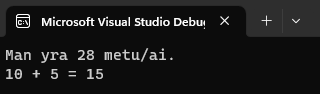 Microsoft Visual Studio Debu
Man yra 28 metu/ai.
10 + 5 = 15